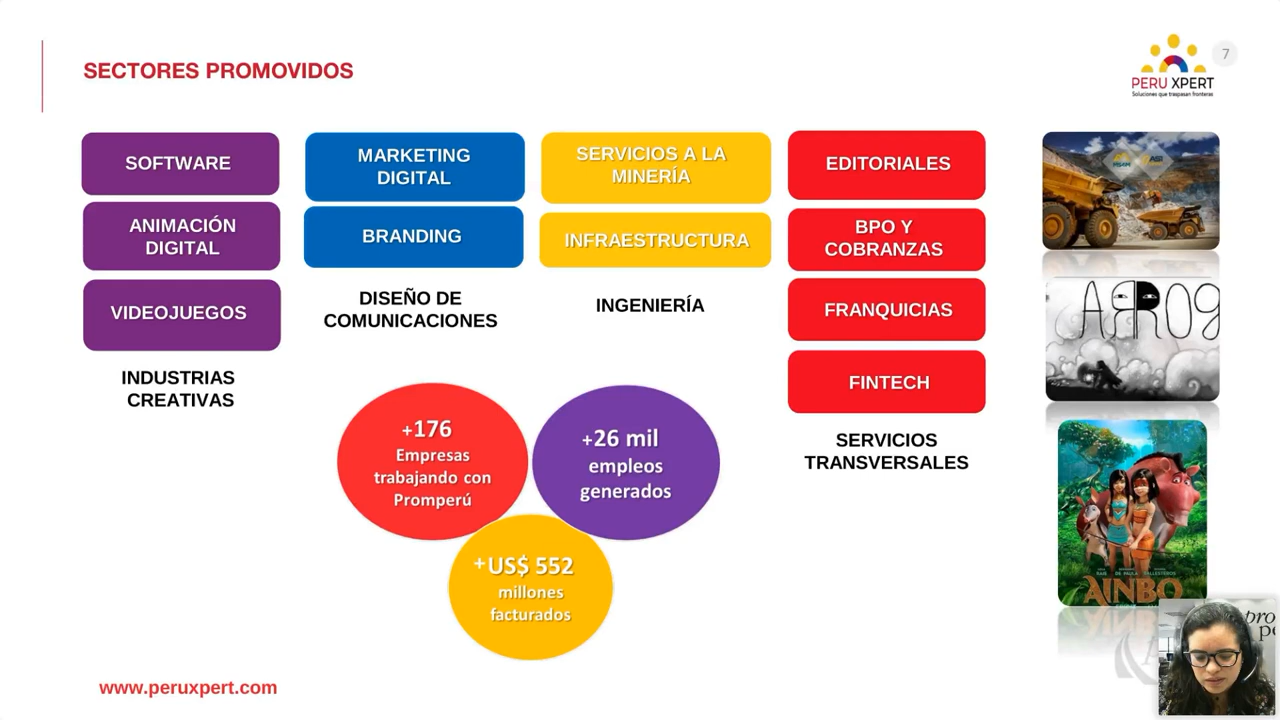 SECTORES PROMOVIDOS
7
PERU XPERT
Soluciones que traspasan fronteras
SOFTWARE
ANIMACIÓN
DIGITAL
VIDEOJUEGOS
INDUSTRIAS
CREATIVAS
MARKETING
DIGITAL
BRANDING
DISEÑO DE
COMUNICACIONES
SERVICIOS A LA
MINERÍA
INFRAESTRUCTURA
INGENIERÍA
EDITORIALES
BPO Y
COBRANZAS
FRANQUICIAS
FINTECH
SERVICIOS
TRANSVERSALES
+176
Empresas
trabajando con
Promperú
+26 mil
empleos
generados
+US$ 552
millones
facturados
ARROG
AINBO
www.peruxpert.com